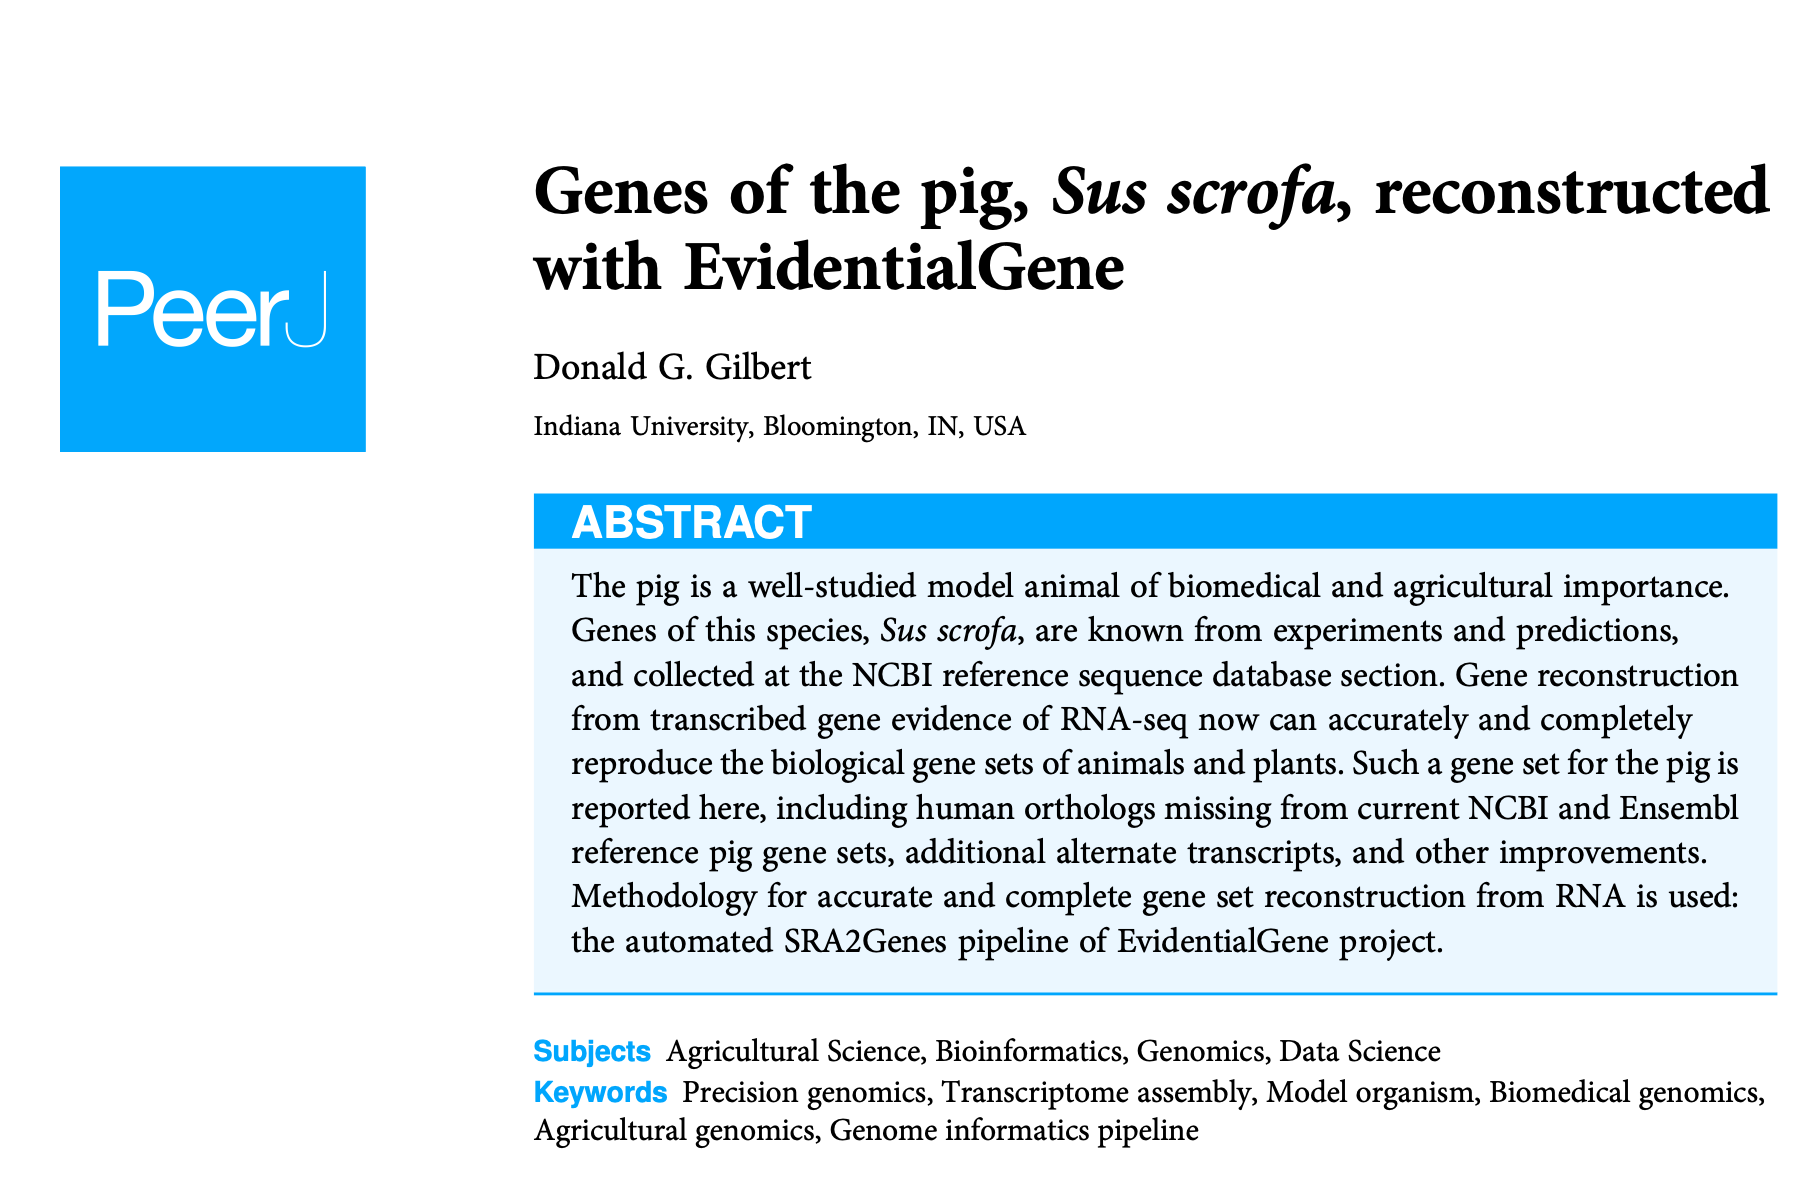 PeerJ
Genes of the pig, Sus scrofa, reconstructed
with EvidentialGene
Donald G. Gilbert
Indiana University, Bloomington, IN, USA
ABSTRACT
The pig is a well-studied model animal of biomedical and agricultural importance.
Genes of this species, Sus scrofa, are known from experiments and predictions,
and collected at the NCBI reference sequence database section. Gene reconstruction
from transcribed gene evidence of RNA-seq now can accurately and completely
reproduce the biological gene sets of animals and plants. Such a gene set for the pig is
reported here, including human orthologs missing from current NCBI and Ensembl
reference pig gene sets, additional alternate transcripts, and other improvements.
Methodology for accurate and complete gene set reconstruction from RNA is used:
the automated SRA2Genes pipeline of EvidentialGene project.
Subjects Agricultural Science, Bioinformatics, Genomics, Data Science
Keywords Precision genomics, Transcriptome assembly, Model organism, Biomedical genomics,
Agricultural genomics, Genome informatics pipeline